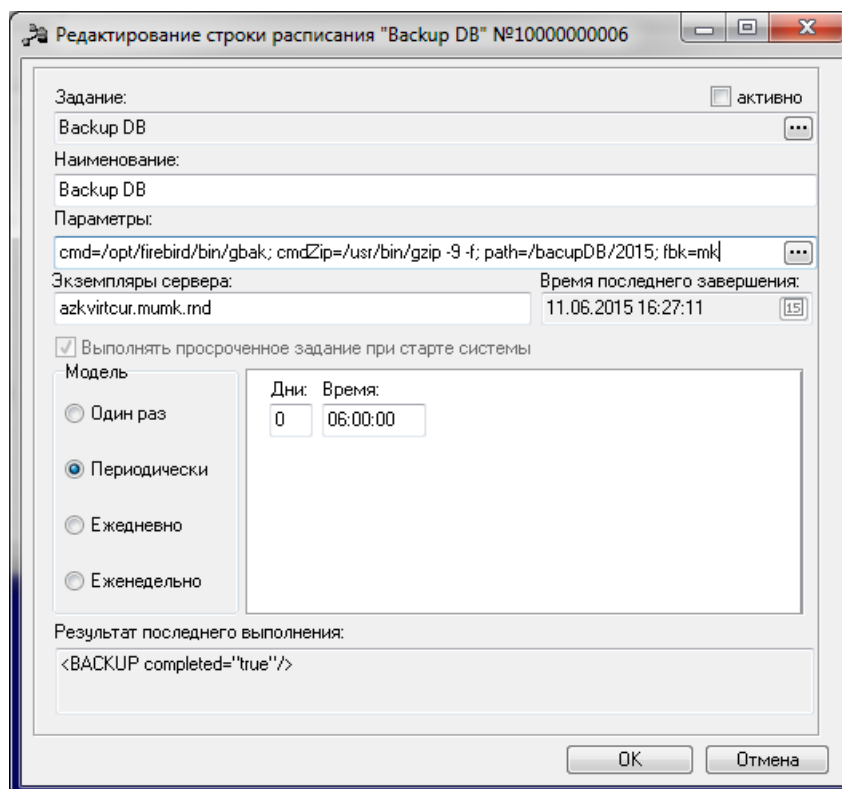 Редактирование строки расписания "Backup DB" №10000000006
Задание:
активно
Backup DB
Наименование:
Backup DB
Параметры:
cmd=/opt/firebird/bin/gbak; cmdZip=/usr/bin/gzip -9 -f; path=/bacupDB/2015; fbk=mk
Экземпляры сервера:
Время последнего завершения:
azkvirtcur.mumk.rnd
11.06.2015 16:27:11
15
Выполнять просроченное задание при старте системы
Модель
Дни: Время:
Один раз
0 06:00:00
Периодически
Ежедневно
Еженедельно
Результат последнего выполнения:
<BACKUP completed="true"/>
OK
Отмена